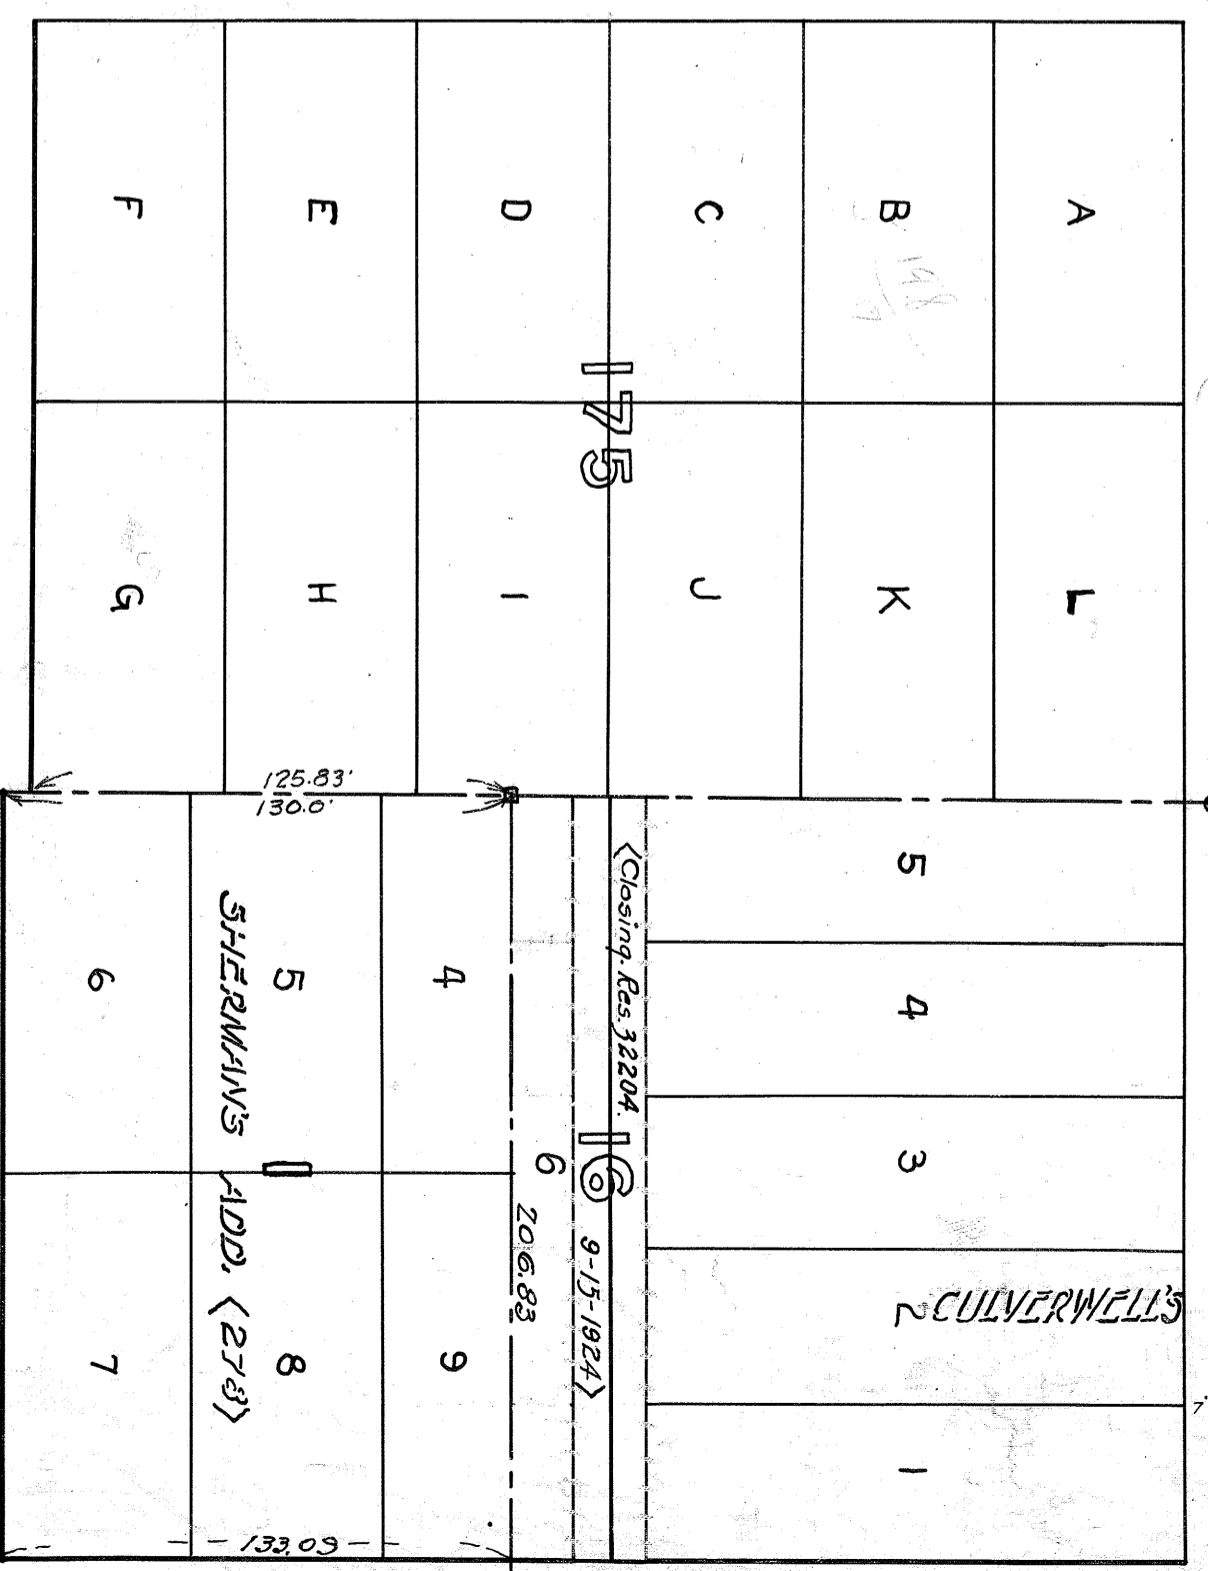 A
B
C
D
E
F
L
K
J
I
H
G
175
125.83'
130.0'
5
4
3
2
1
CULVERWELL'S
<Closing. Res. 32204.
9-15-1924>
16
6
206.83
4
5
6
9
8
7
SHERMAN'S ADD. <273>
1
133.09
7'